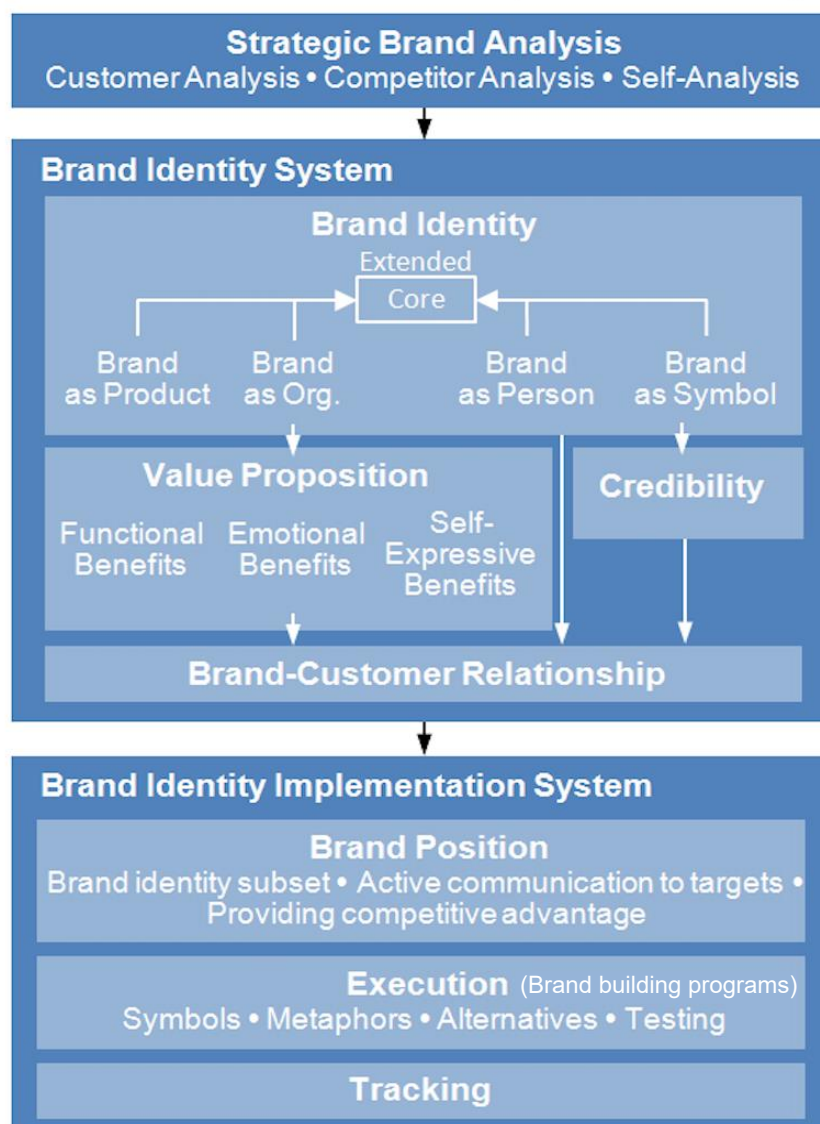 Strategic Brand Analysis
Customer Analysis • Competitor Analysis • Self-Analysis
Brand Identity System
Brand Identity
Extended
Core
Brand
as Product
Brand
as Org.
Brand
as Person
Brand
as Symbol
Value Proposition
Functional
Benefits
Emotional
Benefits
Self-
Expressive
Benefits
Credibility
Brand-Customer Relationship
Brand Identity Implementation System
Brand Position
Brand identity subset • Active communication to targets •
Providing competitive advantage
Execution (Brand building programs)
Symbols • Metaphors • Alternatives • Testing
Tracking